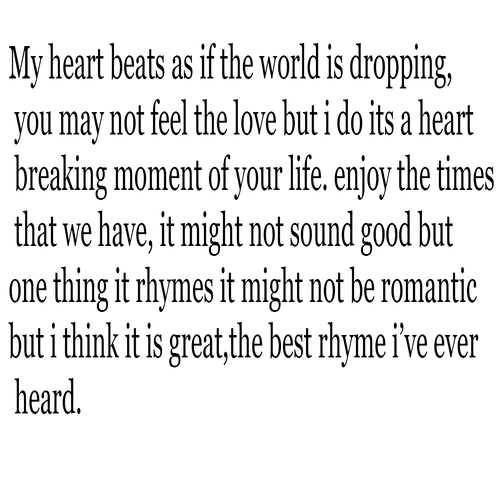 My heart beats as if the world is dropping,
you may not feel the love but i do its a heart
breaking moment of your life. enjoy the times
that we have, it might not sound good but
one thing it rhymes it might not be romantic
but i think it is great,the best rhyme i've ever
heard.